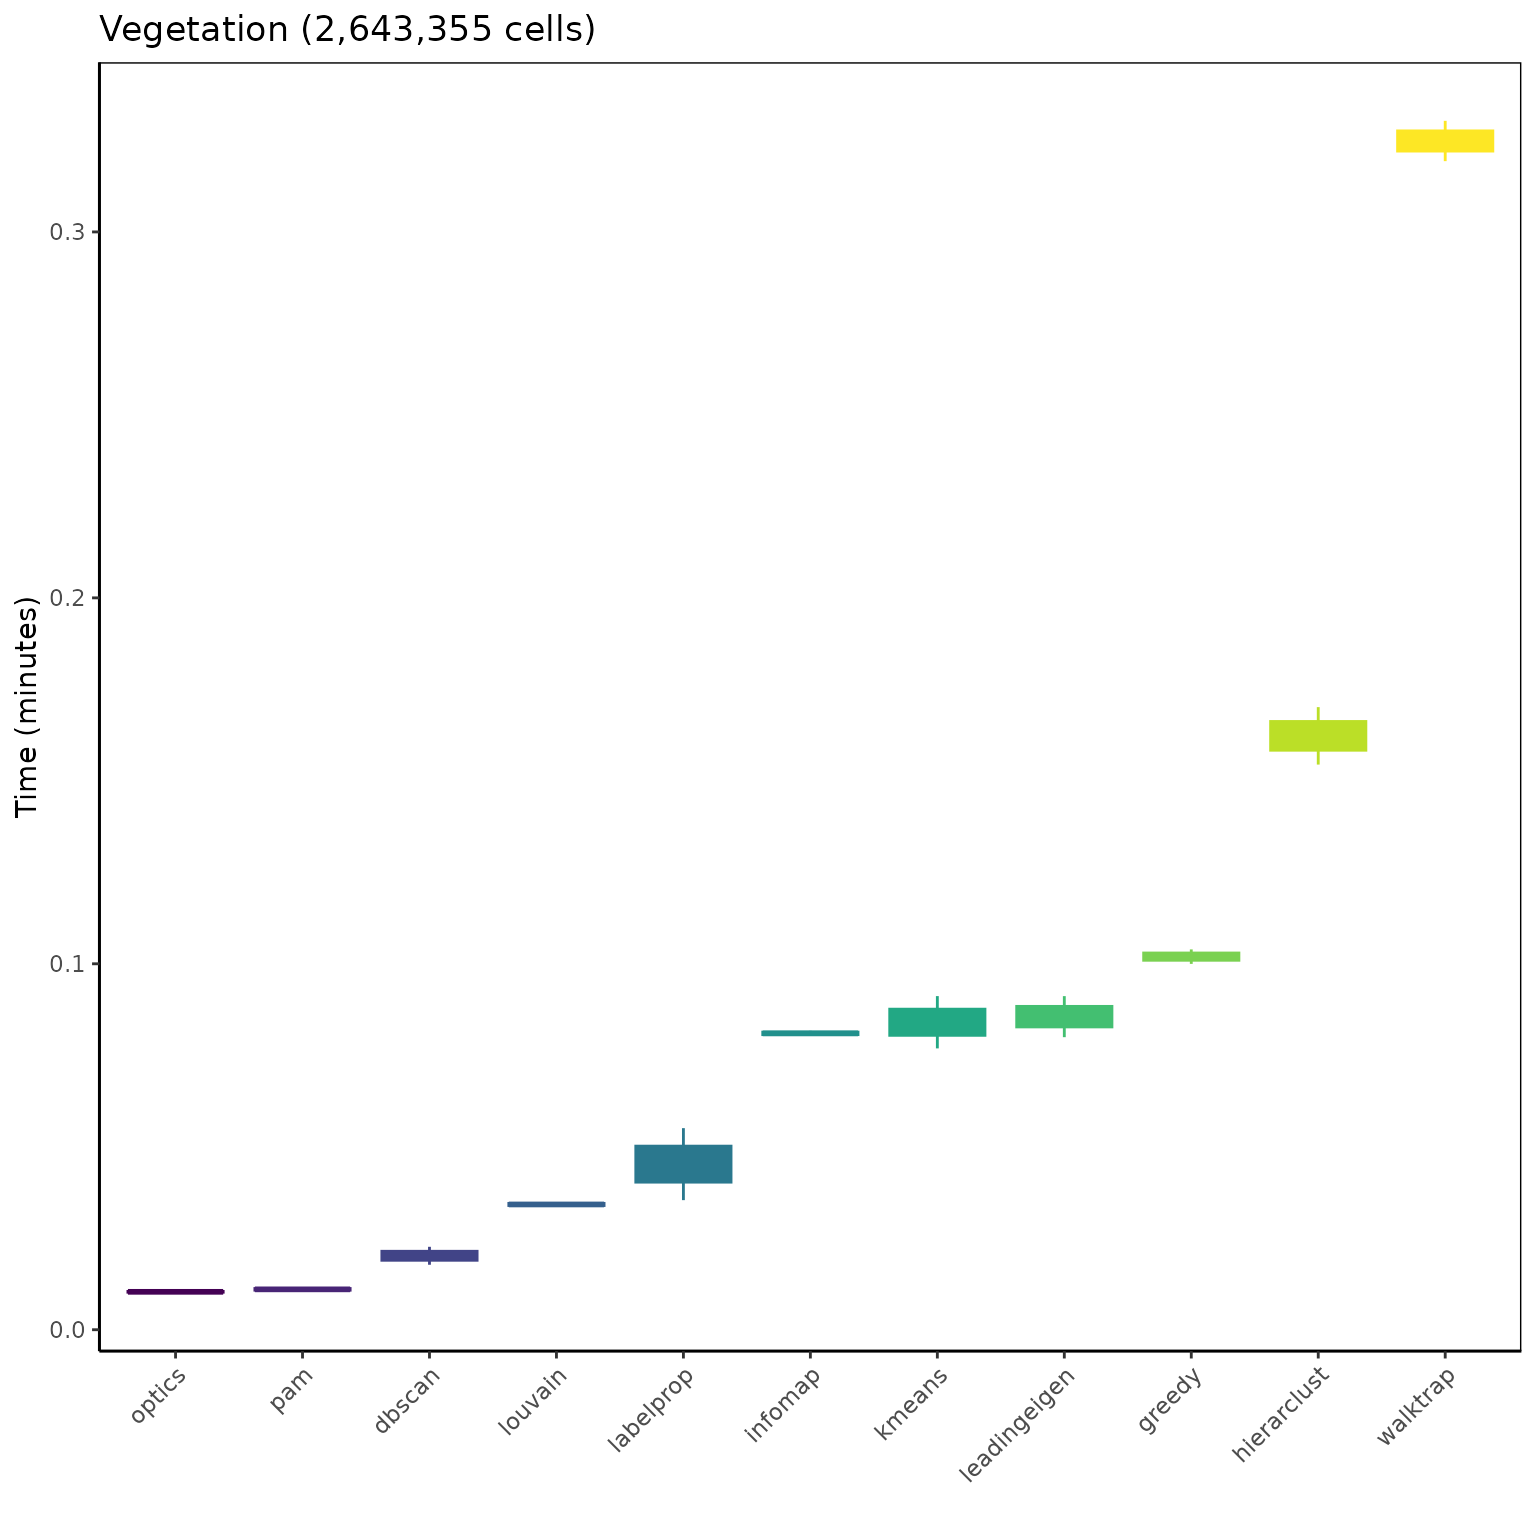 Vegetation (2,643,355 cells)
Time (minutes)
0.3
0.2
0.1
0.0
optics
pam
dbscan
louvain
labelprop
infomap
kmeans
leadingeigen
greedy
hierarclust
walktrap